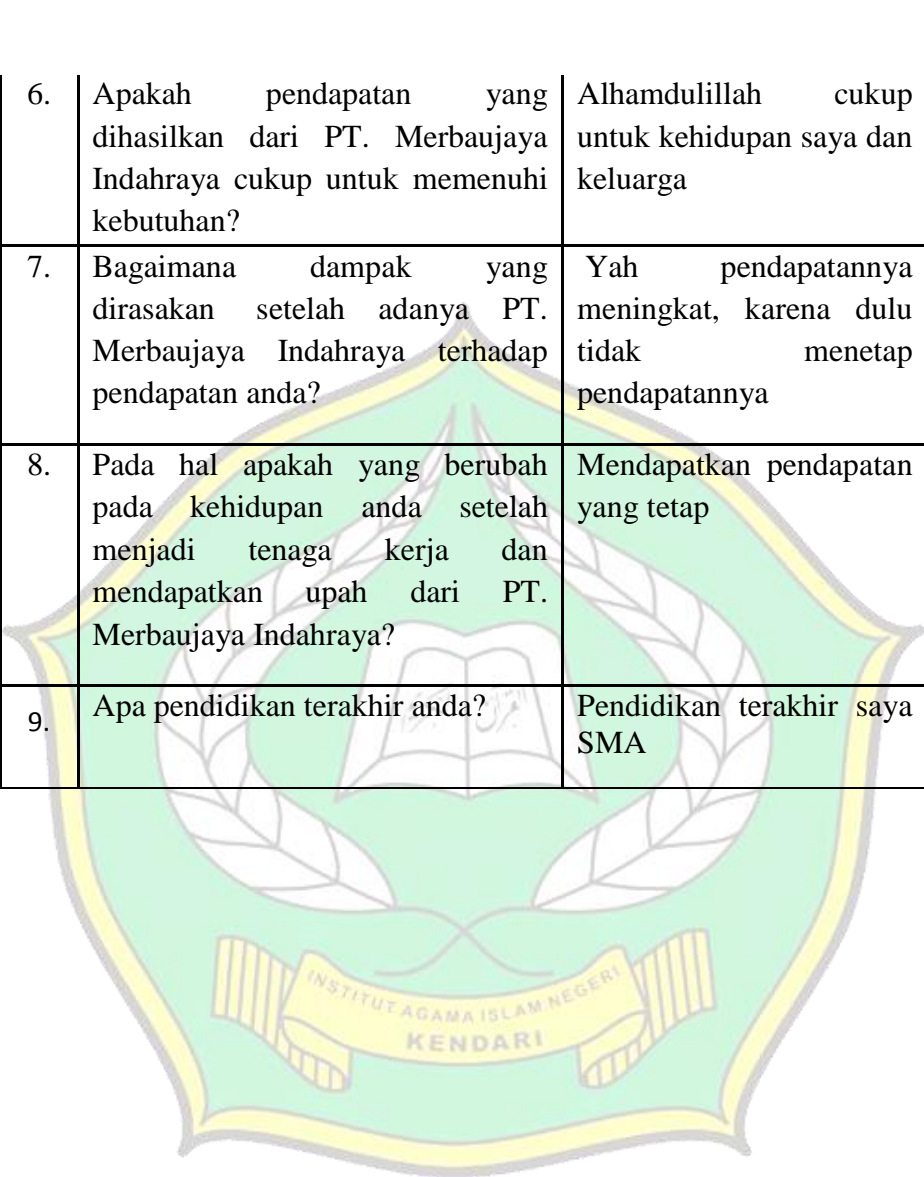 6.
Apakah pendapatan yang
dihasilkan dari PT. Merbaujaya
Indahraya cukup untuk memenuhi
kebutuhan?
Alhamdulillah cukup
untuk kehidupan saya dan
keluarga
7.
Bagaimana dampak yang
dirasakan setelah adanya PT.
Merbaujaya Indahraya terhadap
pendapatan anda?
Yah pendapatannya
meningkat, karena dulu
tidak menetap
pendapatannya
8.
Pada hal apakah yang berubah
pada kehidupan anda setelah
menjadi tenaga kerja dan
mendapatkan upah dari PT.
Merbaujaya Indahraya?
Mendapatkan pendapatan
yang tetap
9.
Apa pendidikan terakhir anda?
Pendidikan terakhir saya
SMA
INSTITUT AGAMA ISLAM NEGERI
KENDARI